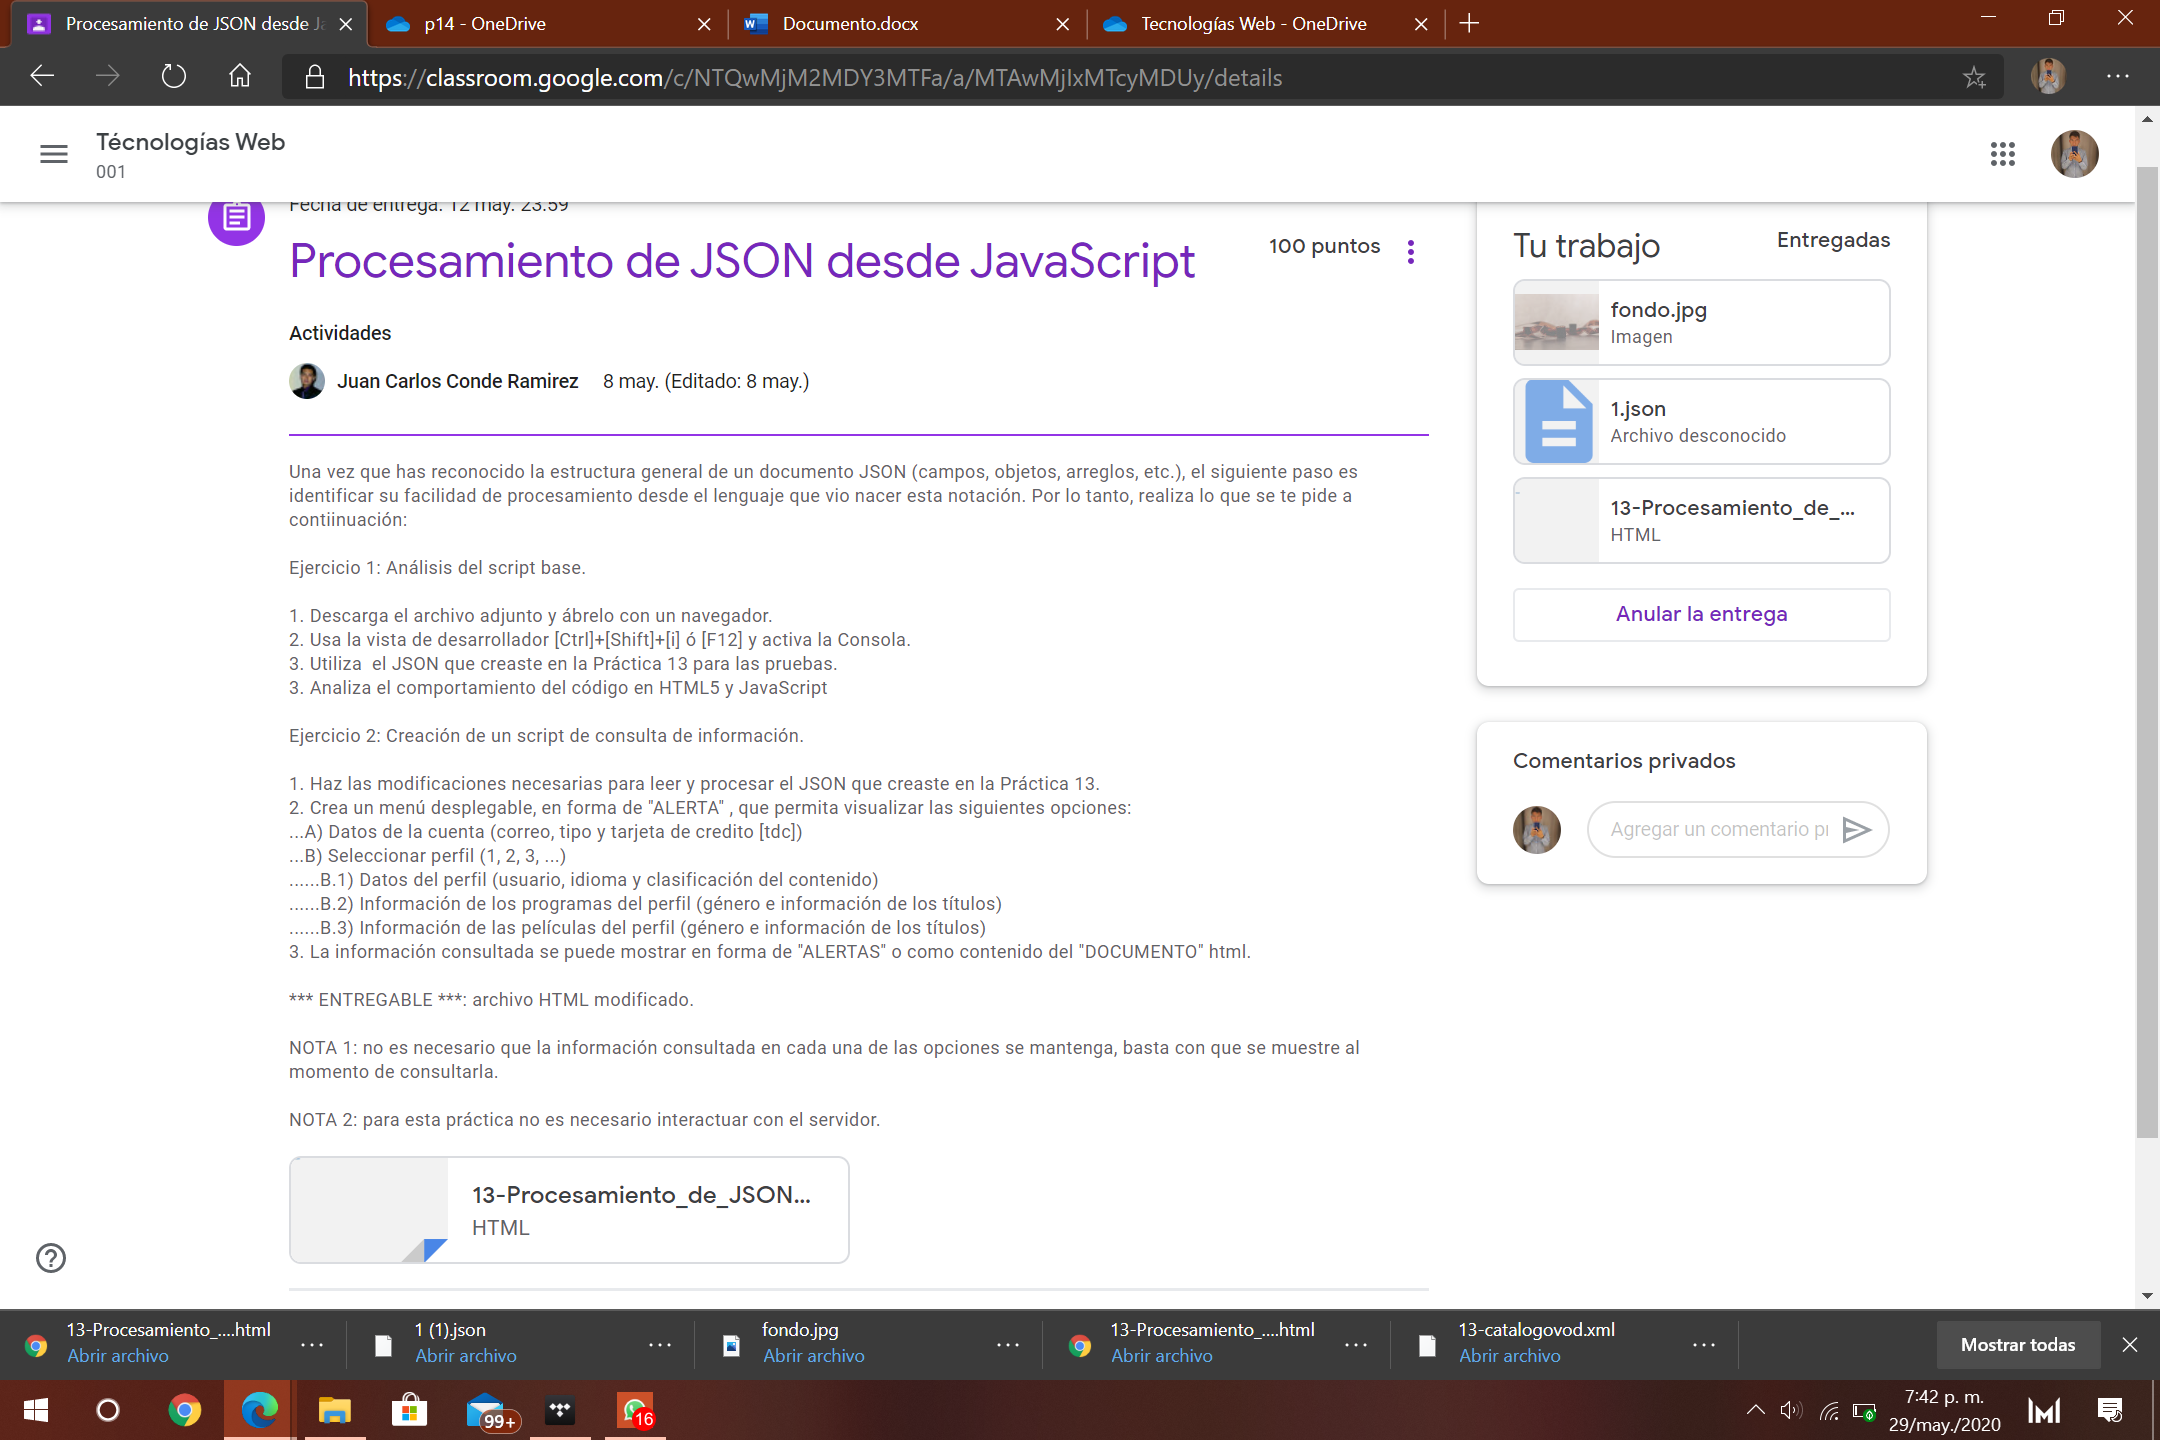 Procesamiento de JSON desde Ja
p14 - OneDrive
Documento.docx
Tecnologías Web - OneDrive
https://classroom.google.com/c/NTQwMjM2MDY3MTFa/a/MTAwMjIxMTcyMDUy/details
Técnologías Web
001
Fecha de entrega: 12 may. 23:59
Procesamiento de JSON desde JavaScript
100 puntos
Actividades
Juan Carlos Conde Ramirez 8 may. (Editado: 8 may.)
Una vez que has reconocido la estructura general de un documento JSON (campos, objetos, arreglos, etc.), el siguiente paso es
identificar su facilidad de procesamiento desde el lenguaje que vio nacer esta notación. Por lo tanto, realiza lo que se te pide a
contiinuación:
Ejercicio 1: Análisis del script base.
1. Descarga el archivo adjunto y ábrelo con un navegador.
2. Usa la vista de desarrollador [Ctrl]+[Shift]+[i] ó [F12] y activa la Consola.
3. Utiliza  el JSON que creaste en la Práctica 13 para las pruebas.
3. Analiza el comportamiento del código en HTML5 y JavaScript
Ejercicio 2: Creación de un script de consulta de información.
1. Haz las modificaciones necesarias para leer y procesar el JSON que creaste en la Práctica 13.
2. Crea un menú desplegable, en forma de "ALERTA" , que permita visualizar las siguientes opciones:
...A) Datos de la cuenta (correo, tipo y tarjeta de credito [tdc])
...B) Seleccionar perfil (1, 2, 3, ...)
......B.1) Datos del perfil (usuario, idioma y clasificación del contenido)
......B.2) Información de los programas del perfil (género e información de los títulos)
......B.3) Información de las películas del perfil (género e información de los títulos)
3. La información consultada se puede mostrar en forma de "ALERTAS" o como contenido del "DOCUMENTO" html.
*** ENTREGABLE ***: archivo HTML modificado.
NOTA 1: no es necesario que la información consultada en cada una de las opciones se mantenga, basta con que se muestre al
momento de consultarla.
NOTA 2: para esta práctica no es necesario interactuar con el servidor.
13-Procesamiento_de_JSON...
HTML
Tu trabajo
Entregadas
fondo.jpg
Imagen
1.json
Archivo desconocido
13-Procesamiento_de_...
HTML
Anular la entrega
Comentarios privados
Agregar un comentario pr
13-Procesamiento_....html
Abrir archivo
1 (1).json
Abrir archivo
fondo.jpg
Abrir archivo
13-Procesamiento_....html
Abrir archivo
13-catalogovod.xml
Abrir archivo
Mostrar todas
99+
16
7:42 p. m.
29/may./2020